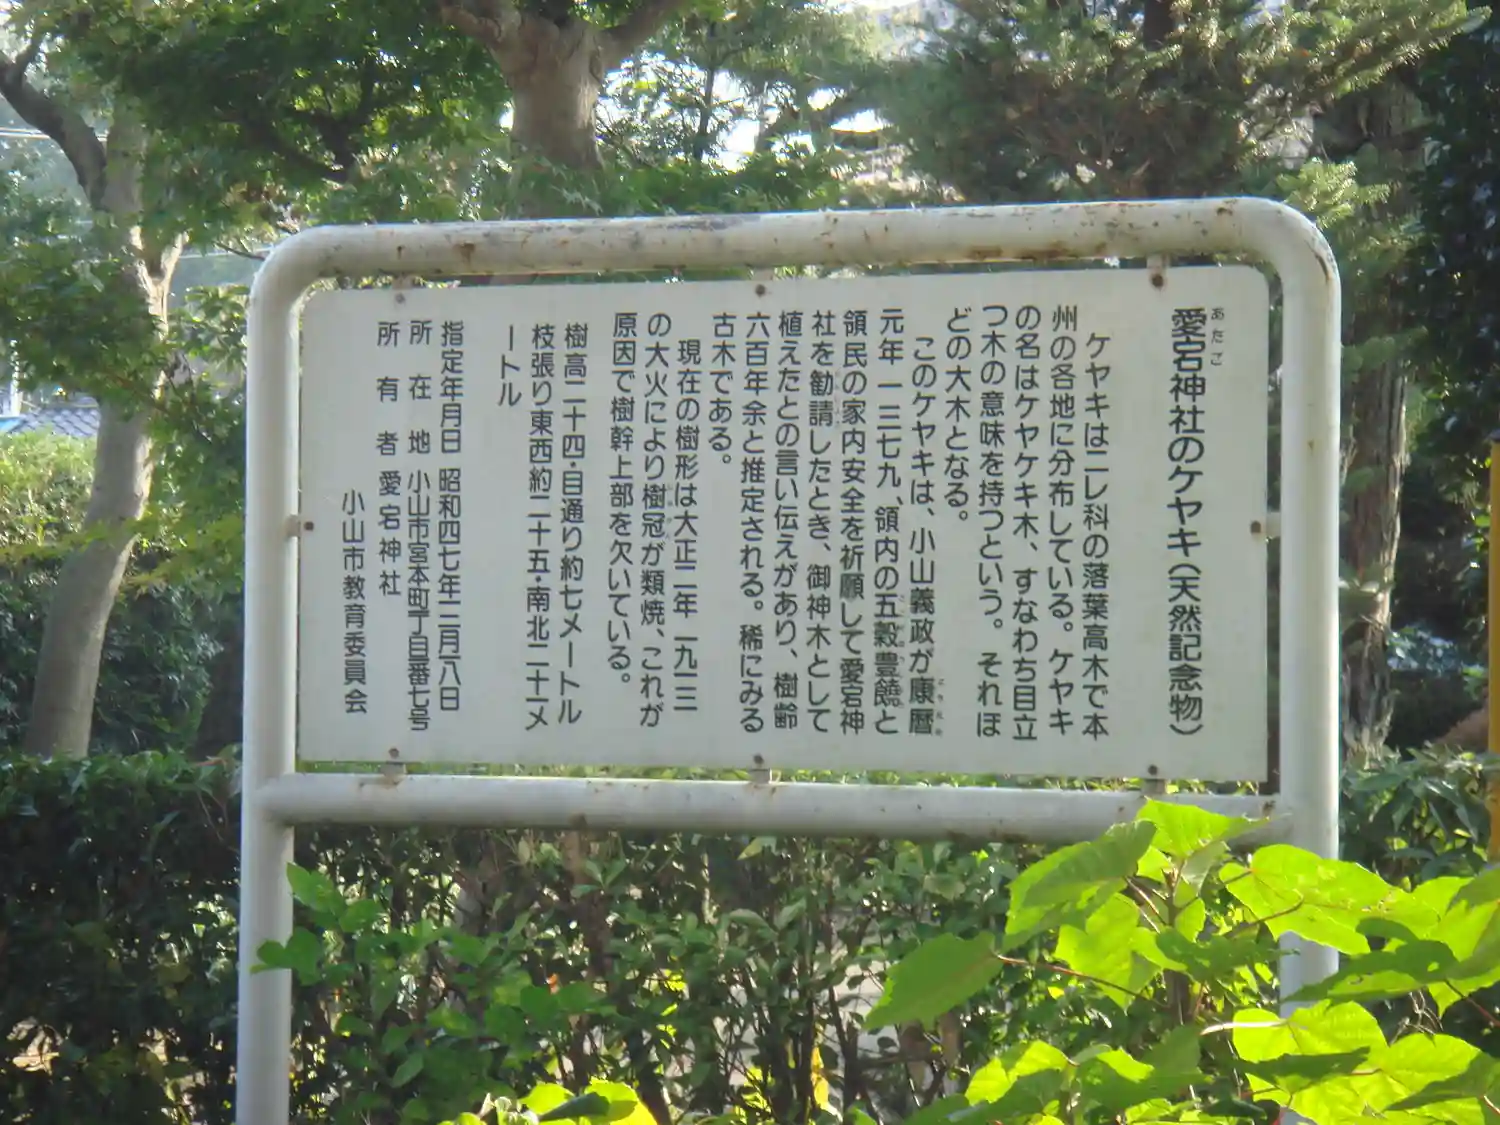 愛宕神社のケヤキ(天然記念物)
ケヤキはニレ科の落葉高木で本
州の各地に分布している。ケヤキ
の名はケヤケキ木、すなわち目立
つ木の意味を持つという。それほ
どの大木となる。
このケヤキは、小山義政が康暦
元年一三七九、領内の五穀豊饒と
領民の家内安全を祈願して愛宕神
社を勧請したとき、御神木として
植えたとの言い伝えがあり、樹齢
六百年余と推定される。稀にみる
古木である。
現在の樹形は大正二年一九一三
の大火により樹冠が類焼、これが
原因で樹幹上部を欠いている。
樹高二十四・目通り約七メートル
枝張り東西約二十五・南北二十一メ
ートル
指定年月日 昭和四七年二月一八日
所在地 小山市宮本町一丁目一番七号
所有者 愛宕神社
小山市教育委員会